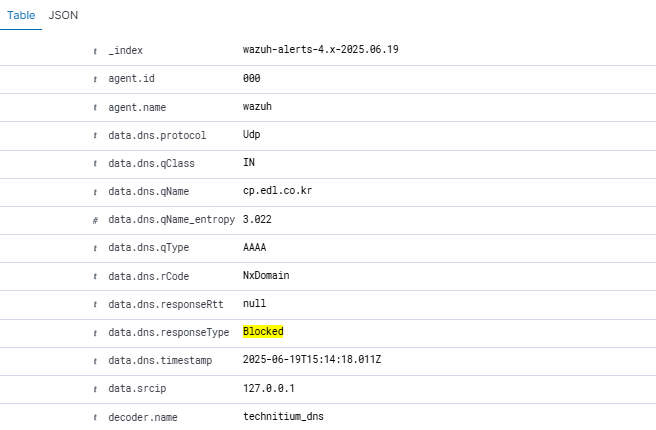 Table JSON
t _index wazuh-alerts-4.x-2025.06.19
t agent.id 000
t agent.name wazuh
t data.dns.protocol Udp
t data.dns.qClass IN
t data.dns.qName cp.edl.co.kr
# data.dns.qName_entropy 3.022
t data.dns.qType AAAA
t data.dns.rCode NxDomain
t data.dns.responseRtt null
t data.dns.responseType Blocked
t data.dns.timestamp 2025-06-19T15:14:18.011Z
t data.srcip 127.0.0.1
t decoder.name technitium_dns